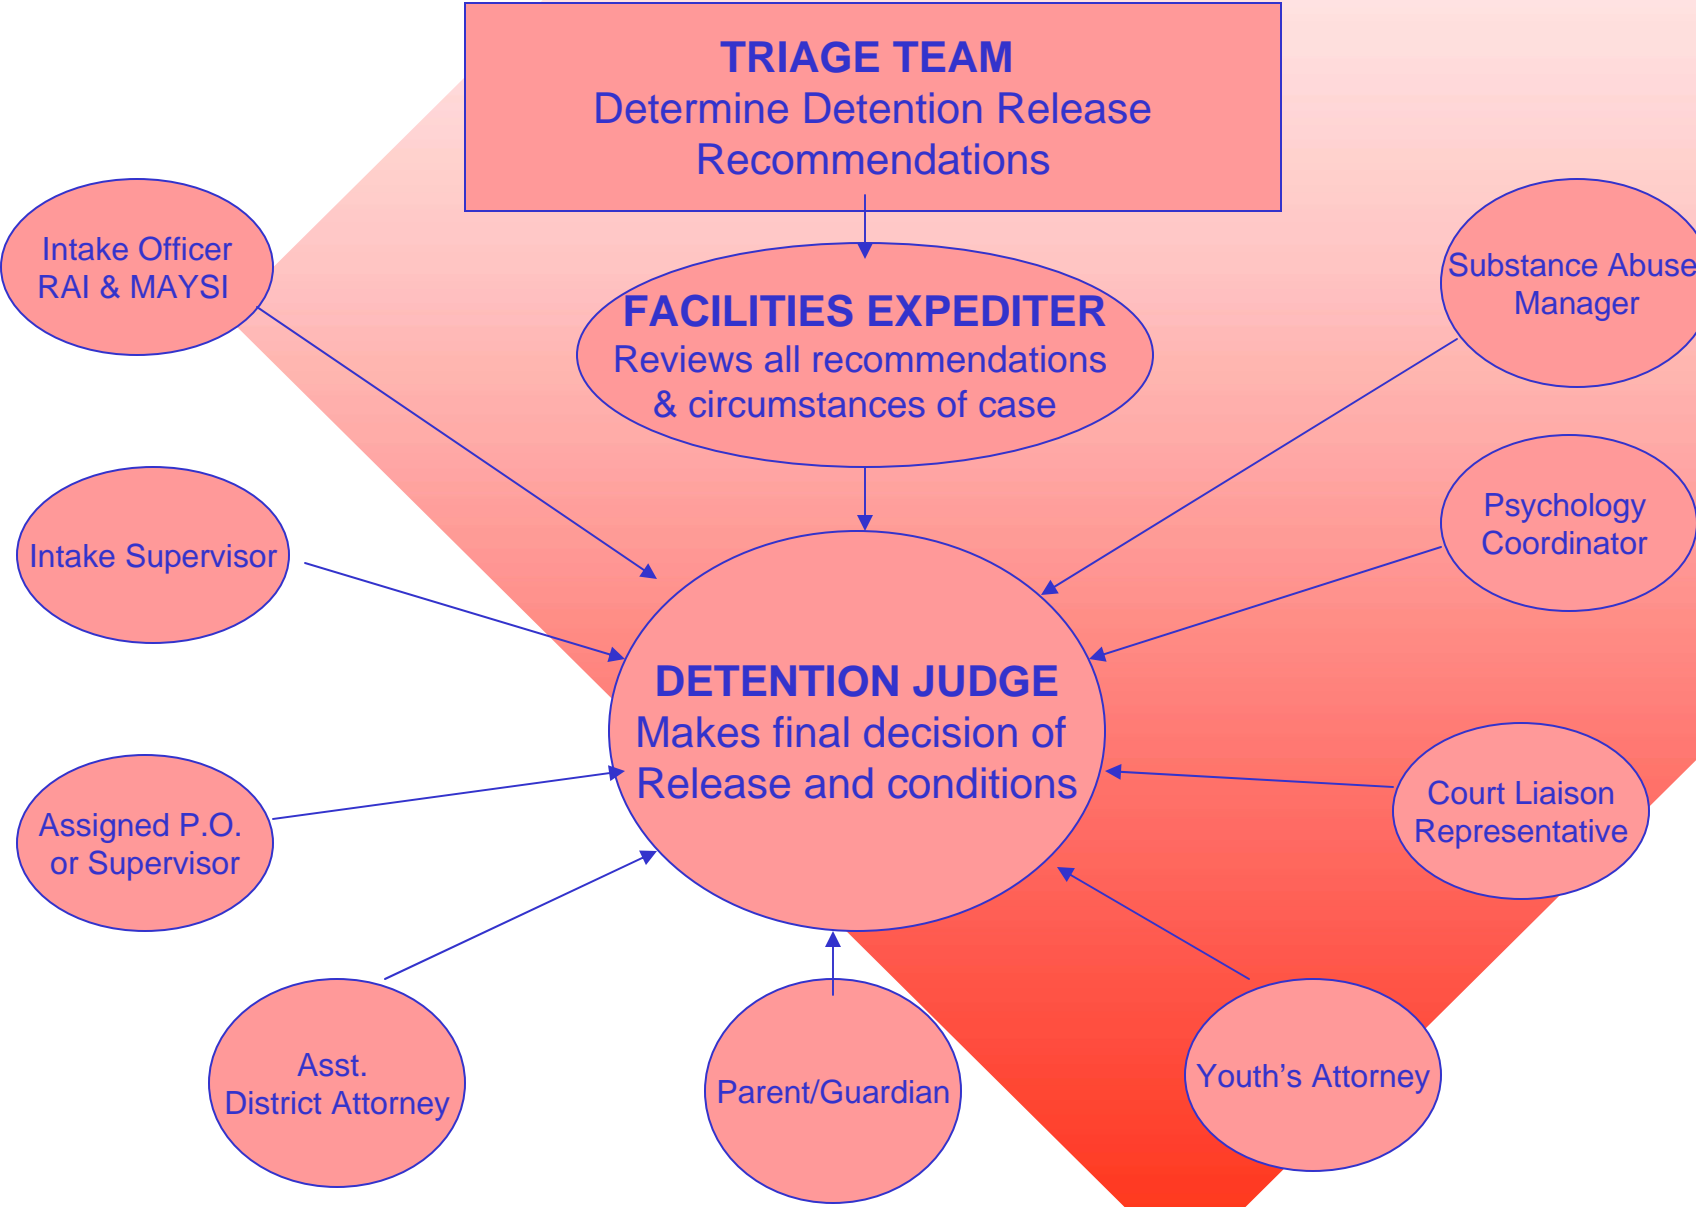 TRIAGE TEAM
Determine Detention Release
Recommendations
Intake Officer
RAI & MAYSI
Substance Abuse
Manager
FACILITIES EXPEDITER
Reviews all recommendations
& circumstances of case
Intake Supervisor
Psychology
Coordinator
DETENTION JUDGE
Makes final decision of
Release and conditions
Assigned P.O.
or Supervisor
Court Liaison
Representative
Asst.
District Attorney
Parent/Guardian
Youth’s Attorney